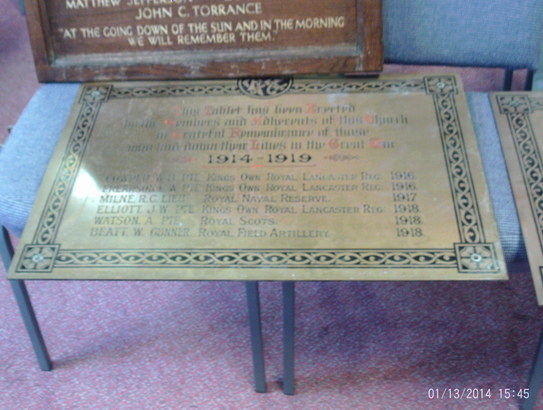 MATTHEW JEFFERSON
JOHN C. TORRANCE
"AT THE GOING DOWN OF THE SUN AND IN THE MORNING
WE WILL REMEMBER THEM."
This Tablet has been Erected
by the Members and Adherents of this Church
in Grateful Remembrance of those
who laid down their Lives in the Great War
1914-1919
PTE. KINGS OWN ROYAL LANCASTER REG. 1916.
A. PTE. KINGS OWN ROYAL LANCASTER REG. 1916.
MILNE. R.C. LIEUT. ROYAL NAVAL RESERVE. 1917
ELLIOTT. J.W. PTE. KINGS OWN ROYAL LANCASTER REG. 1918.
WATSON. A. PTE. ROYAL SCOTS. 1918.
BEATT. W. GUNNER. ROYAL FIELD ARTILLERY. 1918.
01/13/2014 15:45